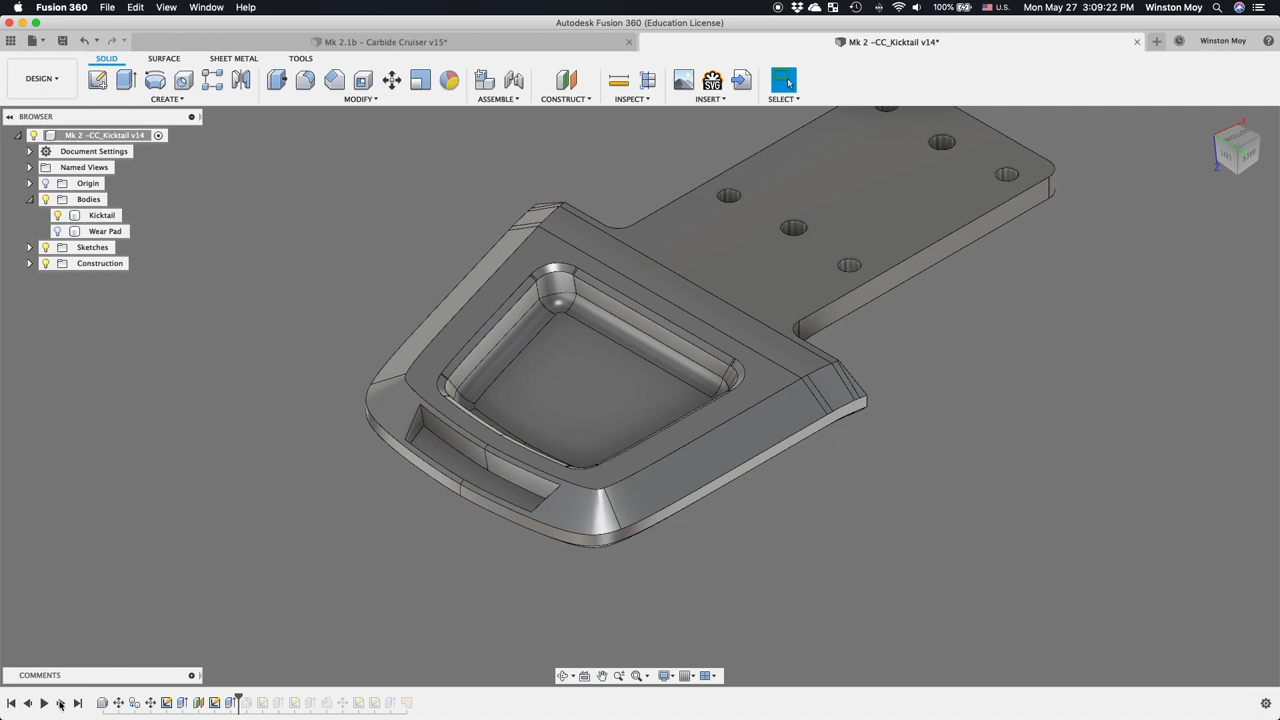 Fusion 360 File Edit View Window Help 100% U.S. Mon May 27 3:09:22 PM Winston Moy
Autodesk Fusion 360 (Education License)
Mk 2.1b - Carbide Cruiser v15* Mk 2 -CC_Kicktail v14* Winston Moy
SOLID SURFACE SHEET METAL TOOLS
DESIGN
SVG
CREATE MODIFY ASSEMBLE CONSTRUCT INSPECT INSERT SELECT
BROWSER
Mk 2 -CC_Kicktail v14
Document Settings
Named Views
Origin
Bodies
Kicktail
Wear Pad
Sketches
Construction
X
Z
COMMENTS